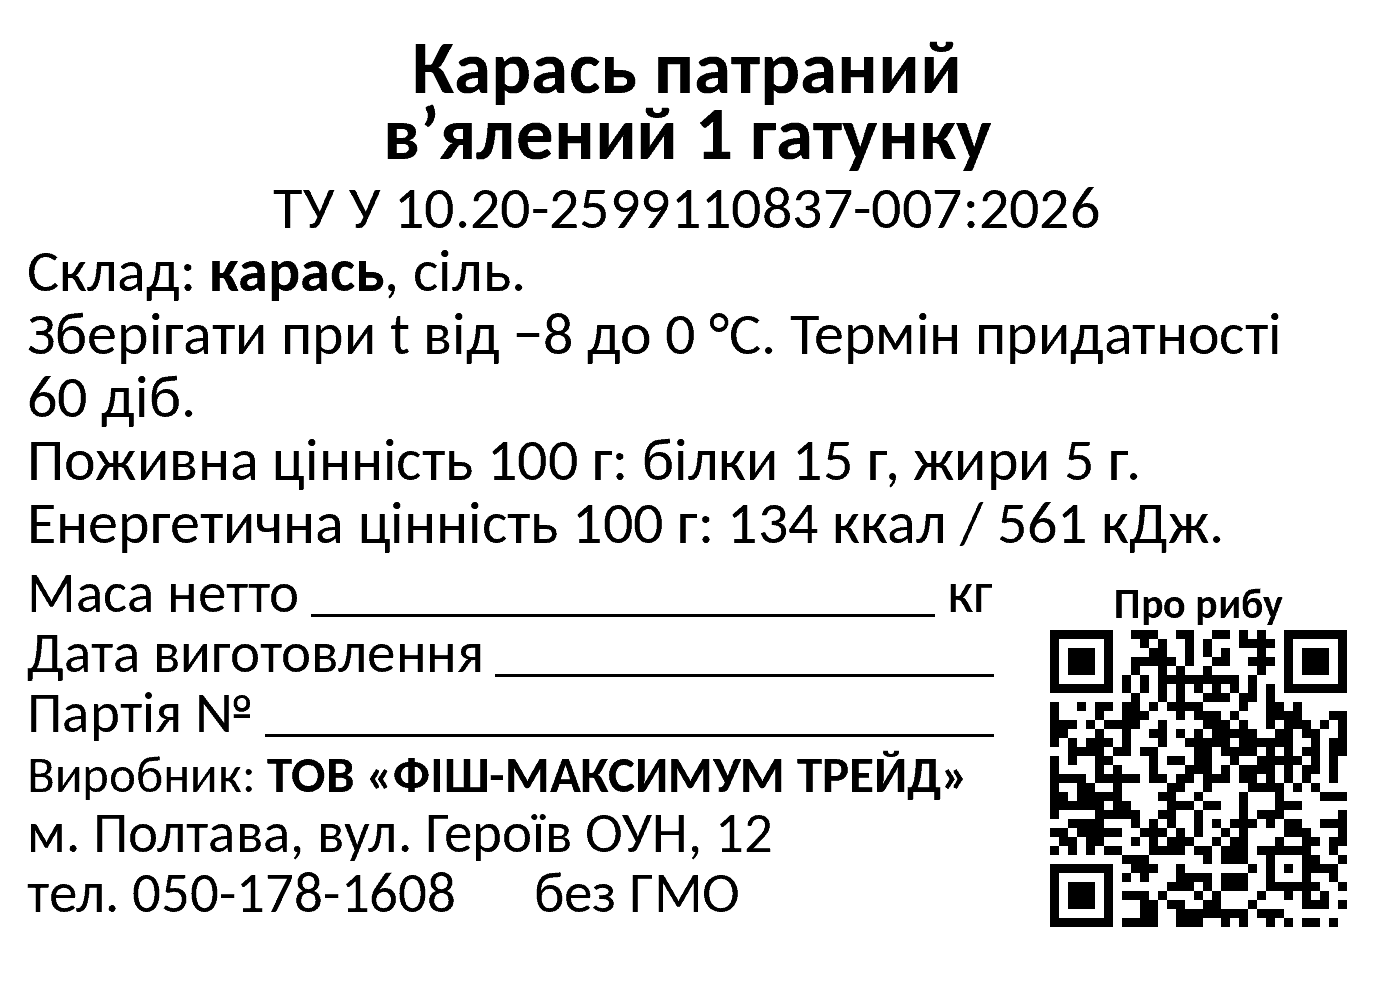 Карась патраний
в’ялений 1 гатунку
ТУ У 10.20-2599110837-007:2026
Склад: карась, сіль.
Зберігати при t від −8 до 0 °C. Термін придатності
60 діб.
Поживна цінність 100 г: білки 15 г, жири 5 г.
Енергетична цінність 100 г: 134 ккал / 561 кДж.
Маса нетто ______________________ кг
Дата виготовлення __________________
Партія № __________________________
Про рибу
Виробник: ТОВ «ФІШ-МАКСИМУМ ТРЕЙД»
м. Полтава, вул. Героїв ОУН, 12
тел. 050-178-1608 без ГМО